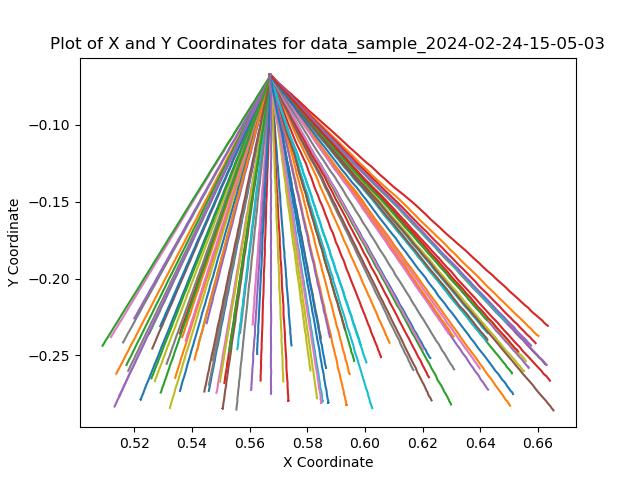 Plot of X and Y Coordinates for data_sample_2024-02-24-15-05-03
Y Coordinate
−0.10
−0.15
−0.20
−0.25
0.52 0.54 0.56 0.58 0.60 0.62 0.64 0.66
X Coordinate